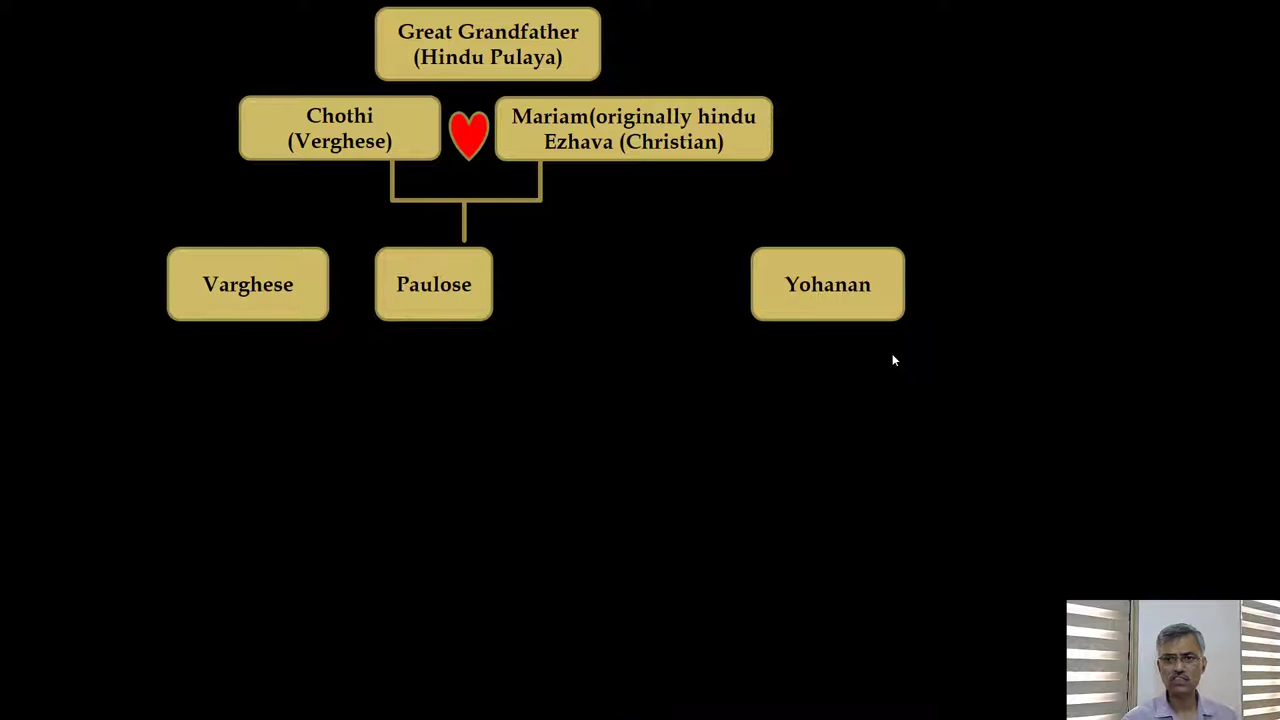 Great Grandfather
(Hindu Pulaya)
Chothi
(Verghese)
Mariam(originally hindu
Ezhava (Christian)
Varghese
Paulose
Yohanan